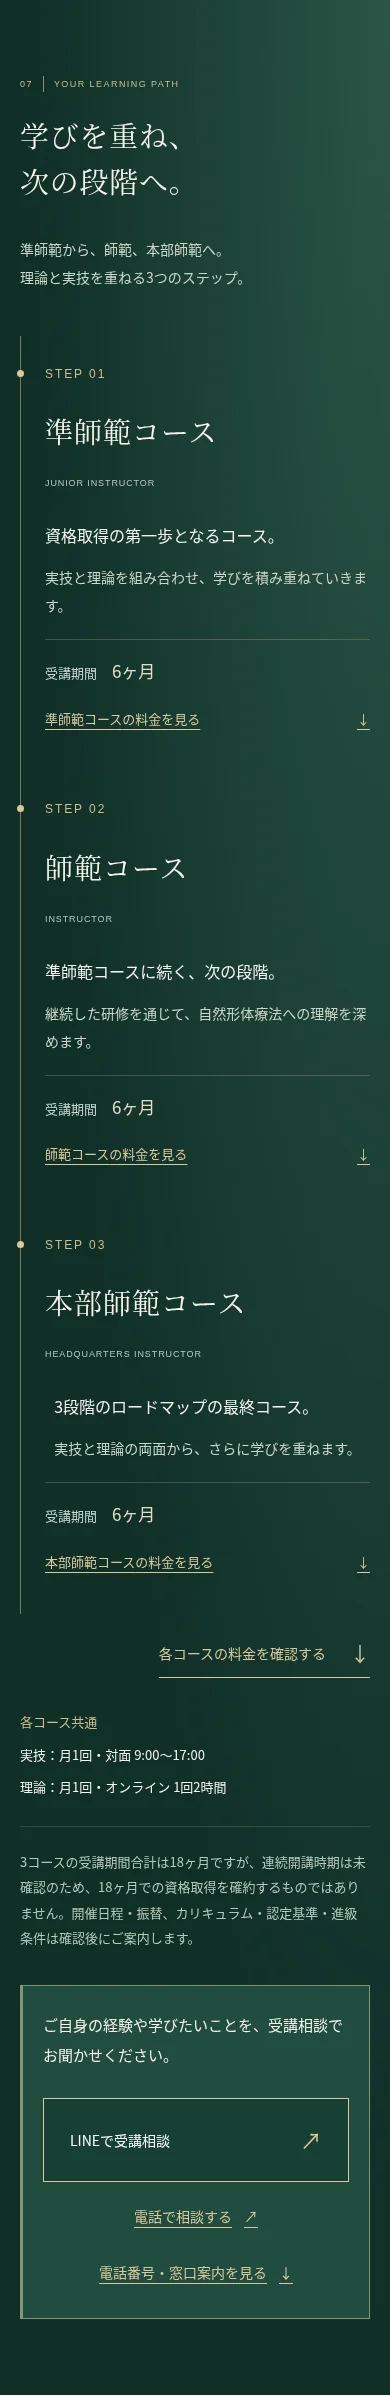 07 YOUR LEARNING PATH
学びを重ね、
次の段階へ。
準師範から、師範、本部師範へ。
理論と実技を重ねる3つのステップ。
STEP 01
準師範コース
JUNIOR INSTRUCTOR
資格取得の第一歩となるコース。
実技と理論を組み合わせ、学びを積み重ねていきま
す。
受講期間 6ヶ月
準師範コースの料金を見る ↓
STEP 02
師範コース
INSTRUCTOR
準師範コースに続く、次の段階。
継続した研修を通じて、自然形体療法への理解を深
めます。
受講期間 6ヶ月
師範コースの料金を見る ↓
STEP 03
本部師範コース
HEADQUARTERS INSTRUCTOR
3段階のロードマップの最終コース。
実技と理論の両面から、さらに学びを重ねます。
受講期間 6ヶ月
本部師範コースの料金を見る ↓
各コースの料金を確認する ↓
各コース共通
実技：月1回・対面 9:00〜17:00
理論：月1回・オンライン 1回2時間
3コースの受講期間合計は18ヶ月ですが、連続開講時期は未
確認のため、18ヶ月での資格取得を確約するものではあり
ません。開催日程・振替、カリキュラム・認定基準・進級
条件は確認後にご案内します。
ご自身の経験や学びたいことを、受講相談で
お聞かせください。
LINEで受講相談 ↗
電話で相談する ↗
電話番号・窓口案内を見る ↓